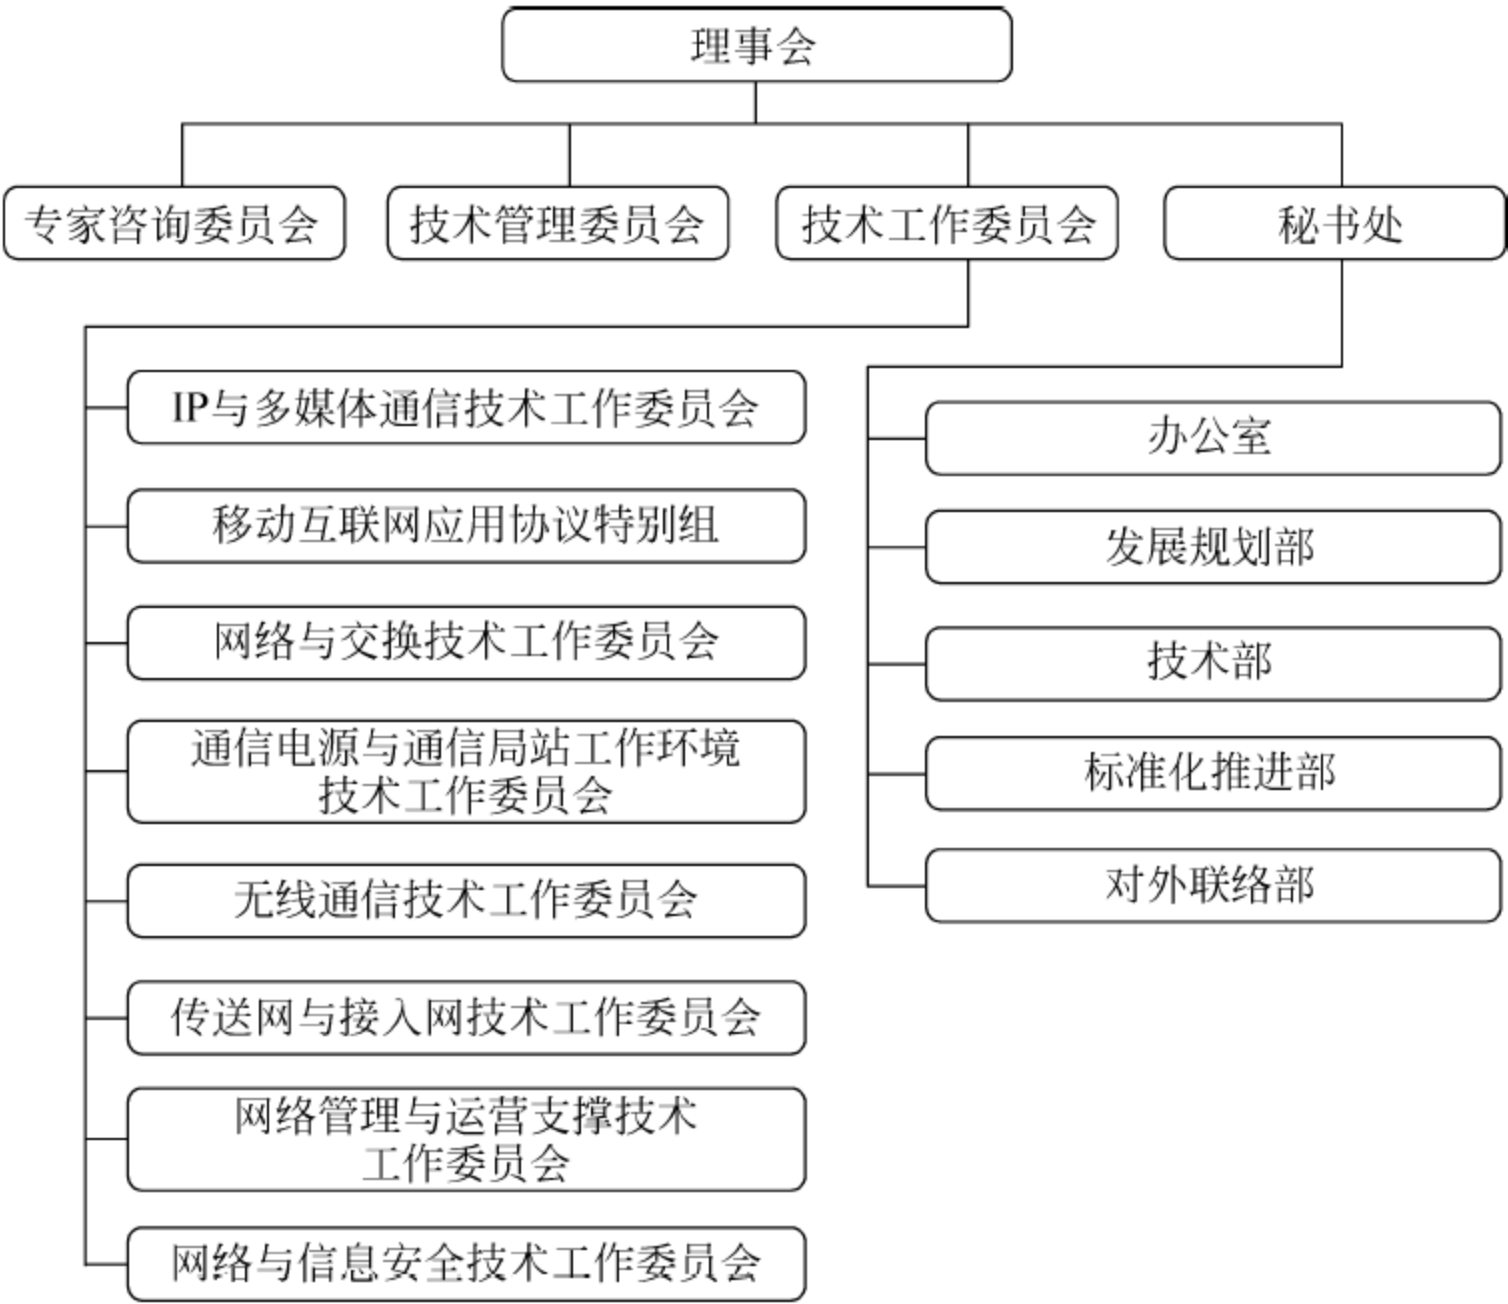 理事会
专家咨询委员会
技术管理委员会
技术工作委员会
秘书处
IP与多媒体通信技术工作委员会
移动互联网应用协议特别组
网络与交换技术工作委员会
通信电源与通信局站工作环境
技术工作委员会
无线通信技术工作委员会
传送网与接入网技术工作委员会
网络管理与运营支撑技术
工作委员会
网络与信息安全技术工作委员会
办公室
发展规划部
技术部
标准化推进部
对外联络部